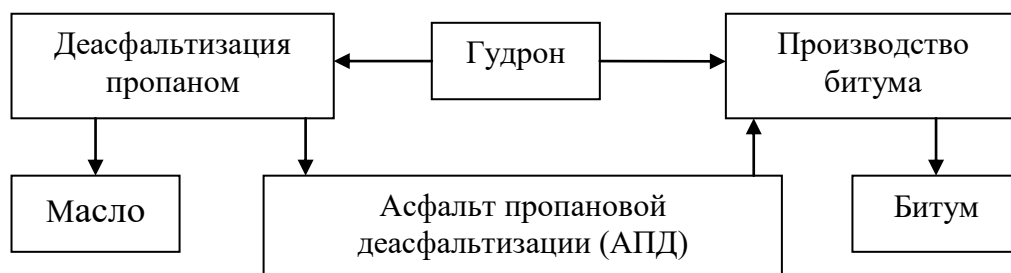 Деасфальтизация
пропаном
Гудрон
Производство
битума
Масло
Асфальт пропановой
деасфальтизации (АПД)
Битум